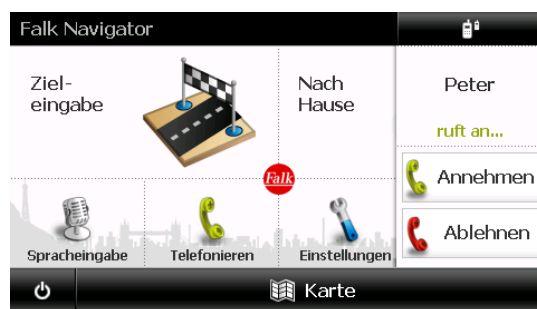 Falk Navigator
Ziel-
eingabe
Nach
Hause
Falk
Spracheingabe
Telefonieren
Einstellungen
Peter
ruft an...
Annehmen
Ablehnen
Karte